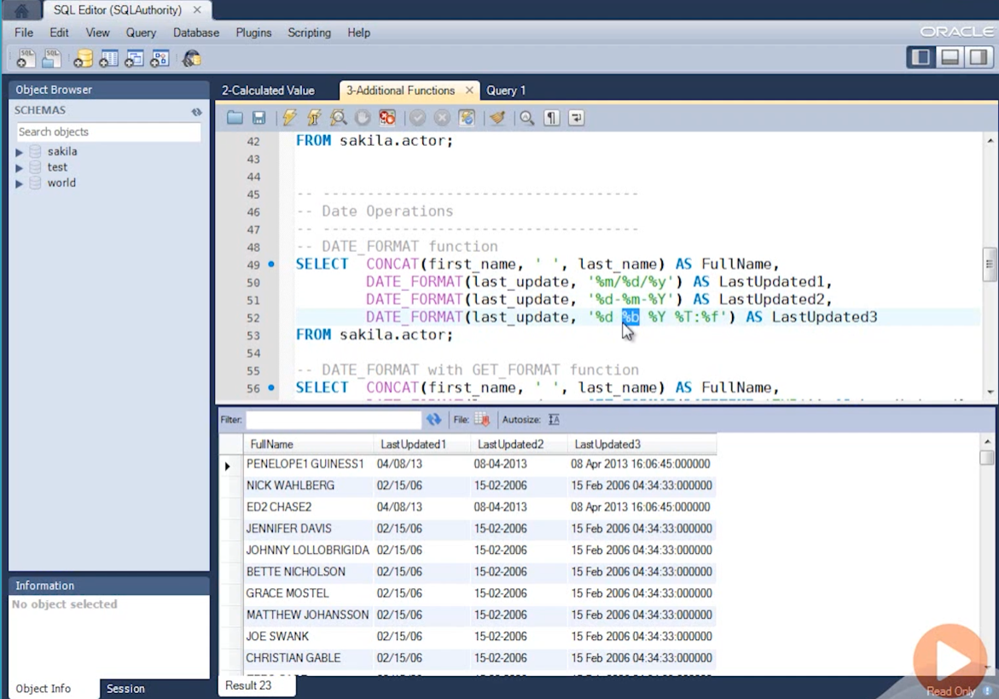 SQL Editor (SQLAuthority) ×
File Edit View Query Database Plugins Scripting Help
ORACLE
SQL SQL
Object Browser
SCHEMAS
Search objects
sakila
test
world
Information
No object selected
Object Info Session
2-Calculated Value 3-Additional Functions × Query 1
42 FROM sakila.actor;
43
44
45 -- ------------------------------------
46 -- Date Operations
47 -- ------------------------------------
48 -- DATE_FORMAT function
49 SELECT CONCAT(first_name, ' ', last_name) AS FullName,
50 DATE_FORMAT(last_update, '%m/%d/%y') AS LastUpdated1,
51 DATE_FORMAT(last_update, '%d-%m-%Y') AS LastUpdated2,
52 DATE_FORMAT(last_update, '%d %b %Y %T:%f') AS LastUpdated3
53 FROM sakila.actor;
54
55 -- DATE_FORMAT with GET_FORMAT function
56 SELECT CONCAT(first_name, ' ', last_name) AS FullName,
Filter: File: Autosize:
FullName LastUpdated1 LastUpdated2 LastUpdated3
PENELOPE1 GUINESS1 04/08/13 08-04-2013 08 Apr 2013 16:06:45:000000
NICK WAHLBERG 02/15/06 15-02-2006 15 Feb 2006 04:34:33:000000
ED2 CHASE2 04/08/13 08-04-2013 08 Apr 2013 16:06:45:000000
JENNIFER DAVIS 02/15/06 15-02-2006 15 Feb 2006 04:34:33:000000
JOHNNY LOLLOBRIGIDA 02/15/06 15-02-2006 15 Feb 2006 04:34:33:000000
BETTE NICHOLSON 02/15/06 15-02-2006 15 Feb 2006 04:34:33:000000
GRACE MOSTEL 02/15/06 15-02-2006 15 Feb 2006 04:34:33:000000
MATTHEW JOHANSSON 02/15/06 15-02-2006 15 Feb 2006 04:34:33:000000
JOE SWANK 02/15/06 15-02-2006 15 Feb 2006 04:34:33:000000
CHRISTIAN GABLE 02/15/06 15-02-2006 15 Feb 2006 04:34:33:000000
Result 23
Read Only